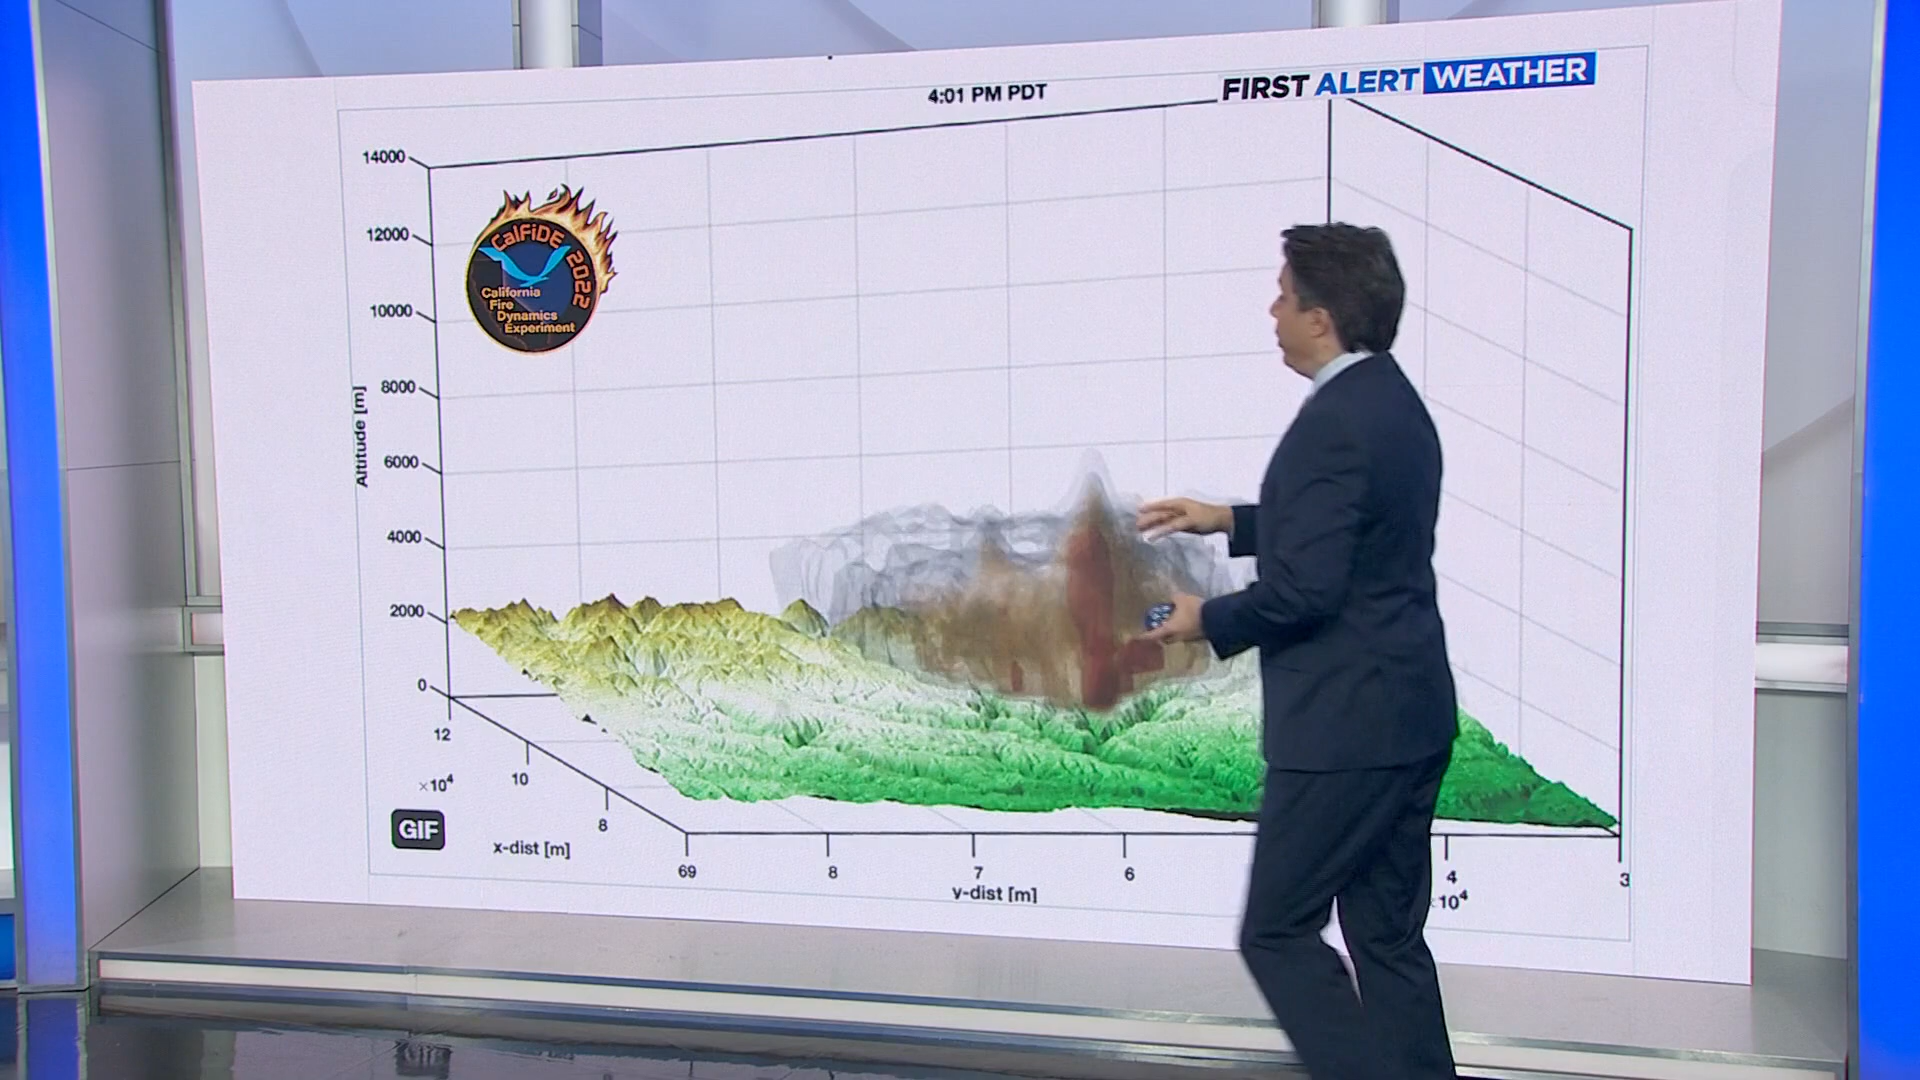 4:01 PM PDT
FIRST ALERT WEATHER
14000
12000
10000
8000
6000
4000
2000
0
Altitude [m]
CalFiDE 2022
California
Fire
Dynamics
Experiment
12
10
8
×10⁴
x-dist [m]
GIF
69
8
7
6
4
3
y-dist [m]
10⁴